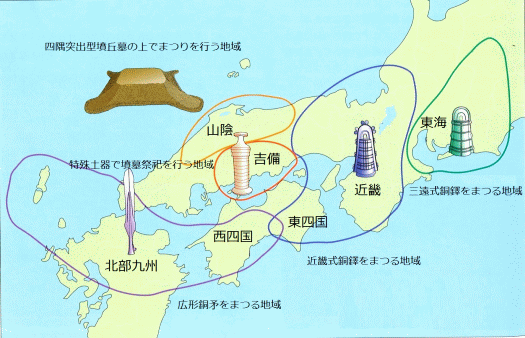 四隅突出型墳丘墓の上でまつりを行う地域
山陰
東海
特殊土器で墳墓祭祀を行う地域
吉備
近畿
三遠式銅鐸をまつる地域
西四国
東四国
北部九州
近畿式銅鐸をまつる地域
広形銅矛をまつる地域